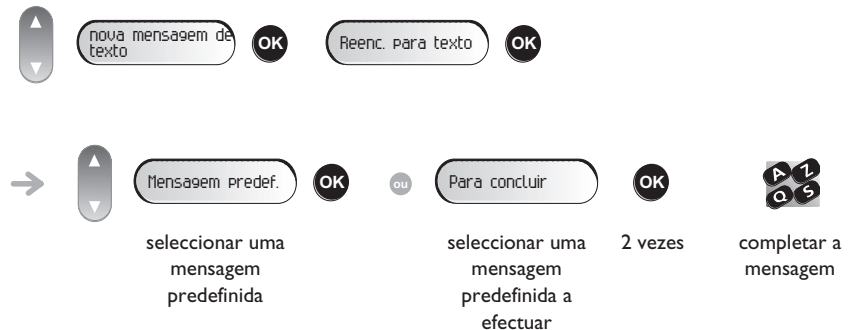 nova mensagem de
texto
OK
Reenc. para texto
OK
Mensagem predef.
OK
ou
Para concluir
OK
A Z
Q S
seleccionar uma
mensagem
predefinida
seleccionar uma
mensagem
predefinida a
efectuar
2 vezes
completar a
mensagem